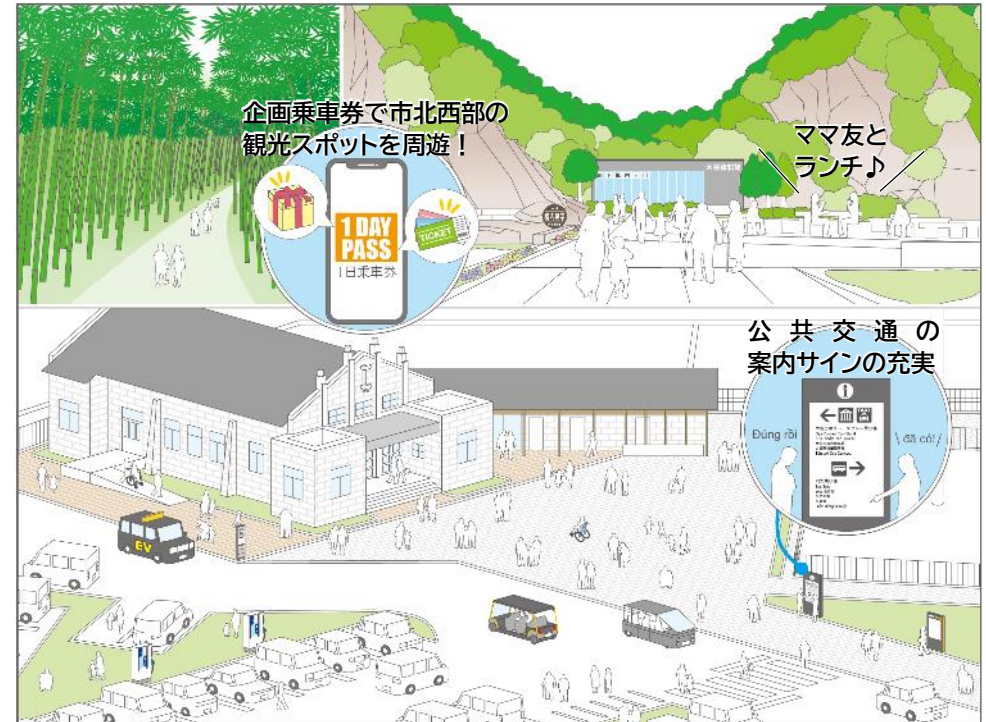 企画乗車券で市北西部の
観光スポットを周遊！
1 DAY
PASS
1日乗車券
TICKET
ママ友と
ランチ♪
公共交通の
案内サインの充実
Đúng rồi
đã có!
EV